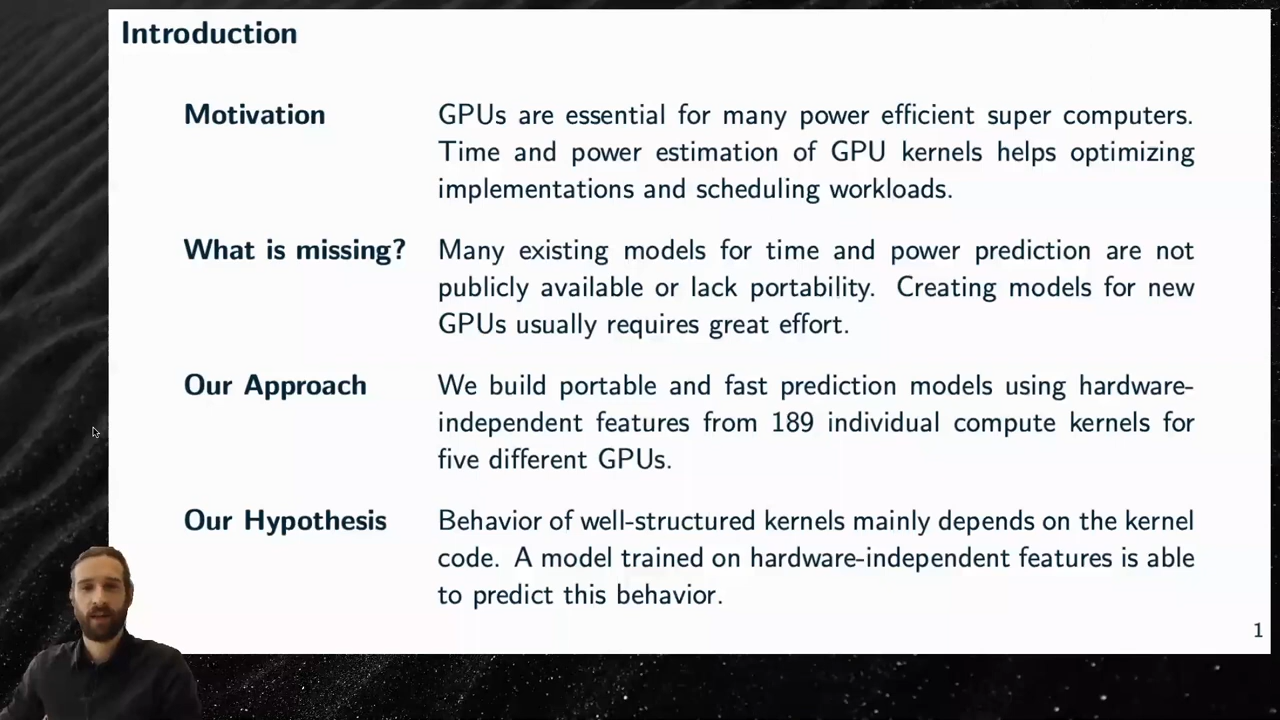 Introduction
Motivation
GPUs are essential for many power efficient super computers.
Time and power estimation of GPU kernels helps optimizing
implementations and scheduling workloads.
What is missing?
Many existing models for time and power prediction are not
publicly available or lack portability. Creating models for new
GPUs usually requires great effort.
Our Approach
We build portable and fast prediction models using hardware-
independent features from 189 individual compute kernels for
five different GPUs.
Our Hypothesis
Behavior of well-structured kernels mainly depends on the kernel
code. A model trained on hardware-independent features is able
to predict this behavior.
1